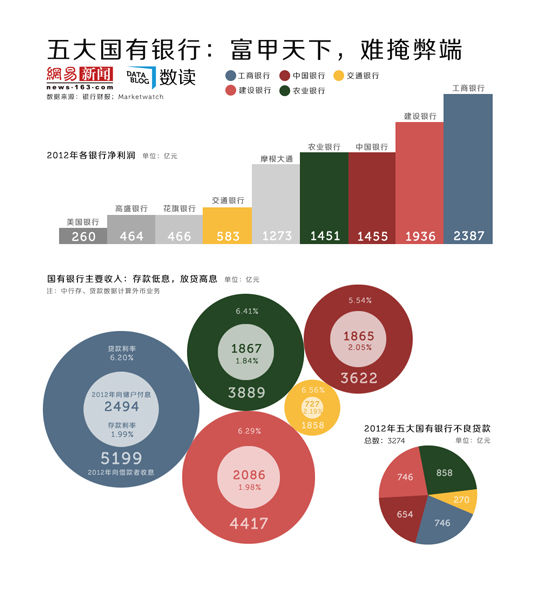 五大国有银行：富甲天下，难掩弊端
網易 新闻
news·163·com
DATA BLOG 数读
数据来源：银行财报；Marketwatch
工商银行 中国银行 交通银行
建设银行 农业银行
2012年各银行净利润 单位：亿元
美国银行 260
高盛银行 464
花旗银行 466
交通银行 583
摩根大通 1273
农业银行 1451
中国银行 1455
建设银行 1936
工商银行 2387
国有银行主要收入：存款低息，放贷高息 单位：亿元
注：中行存、贷款数据计算外币业务
贷款利率
6.20%
2012年向储户付息
2494
存款利率
1.99%
5199
2012年向借款者收息
6.41%
1867
1.84%
3889
5.54%
1865
2.05%
3622
6.56%
727
2.19%
1858
6.29%
2086
1.98%
4417
2012年五大国有银行不良贷款
总数：3274 单位：亿元
858
270
746
654
746